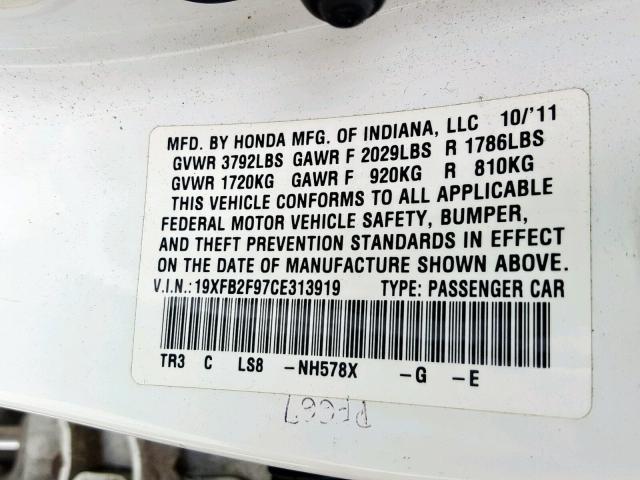 MFD. BY HONDA MFG. OF INDIANA, LLC 10/'11
GVWR 3792LBS GAWR F 2029LBS R 1786LBS
GVWR 1720KG GAWR F 920KG R 810KG
THIS VEHICLE CONFORMS TO ALL APPLICABLE
FEDERAL MOTOR VEHICLE SAFETY, BUMPER,
AND THEFT PREVENTION STANDARDS IN EFFECT
ON THE DATE OF MANUFACTURE SHOWN ABOVE.
V.I.N.:19XFB2F97CE313919 TYPE: PASSENGER CAR
TR3 C LS8 -NH578X -G -E